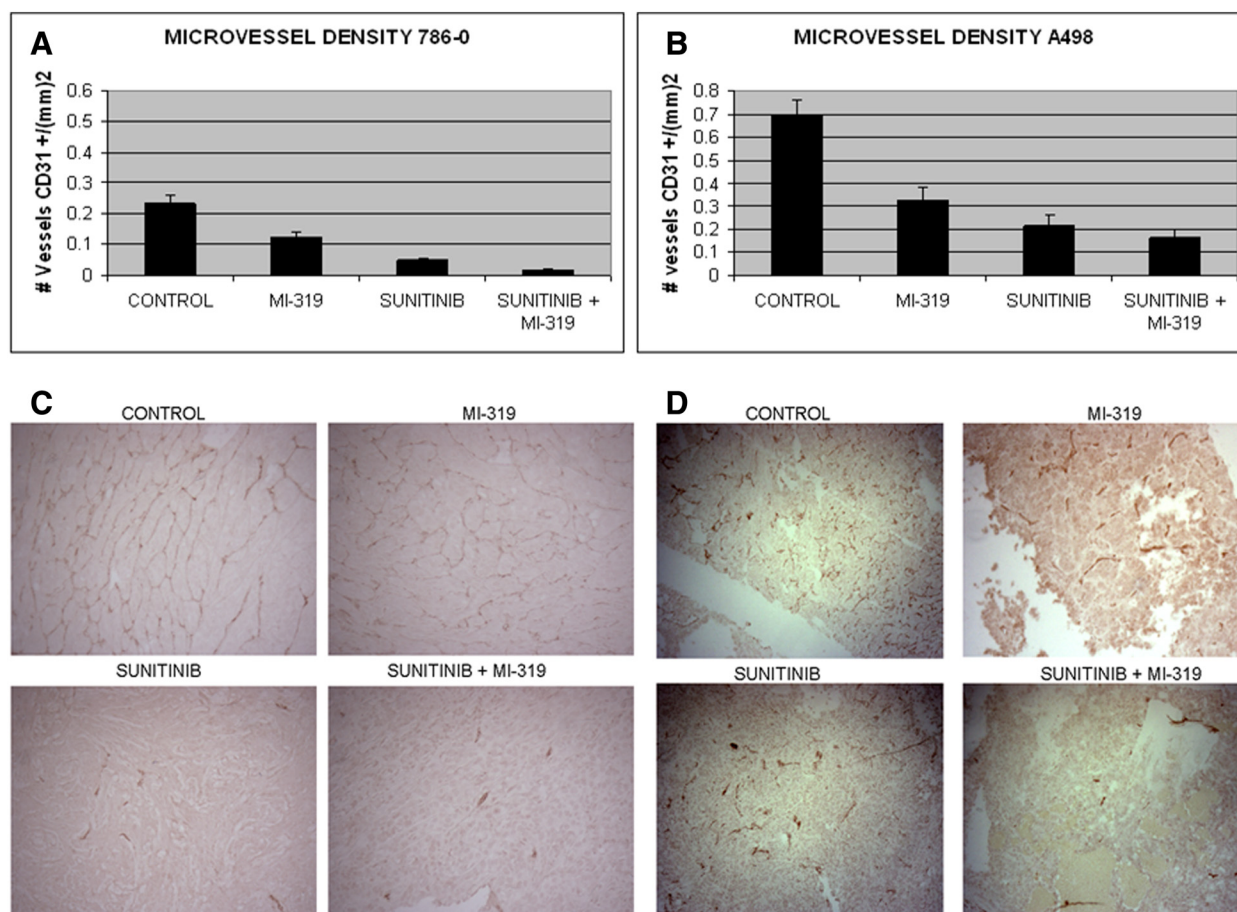 A
MICROVESSEL DENSITY 786-0
# Vessels CD31 +/(mm)2
0.6
0.5
0.4
0.3
0.2
0.1
0
CONTROL
MI-319
SUNITINIB
SUNITINIB +
MI-319
B
MICROVESSEL DENSITY A498
# vessels CD31 +/(mm)2
0.8
0.7
0.6
0.5
0.4
0.3
0.2
0.1
0
CONTROL
MI-319
SUNITINIB
SUNITINIB +
MI-319
C
CONTROL
MI-319
SUNITINIB
SUNITINIB + MI-319
D
CONTROL
MI-319
SUNITINIB
SUNITINIB + MI-319